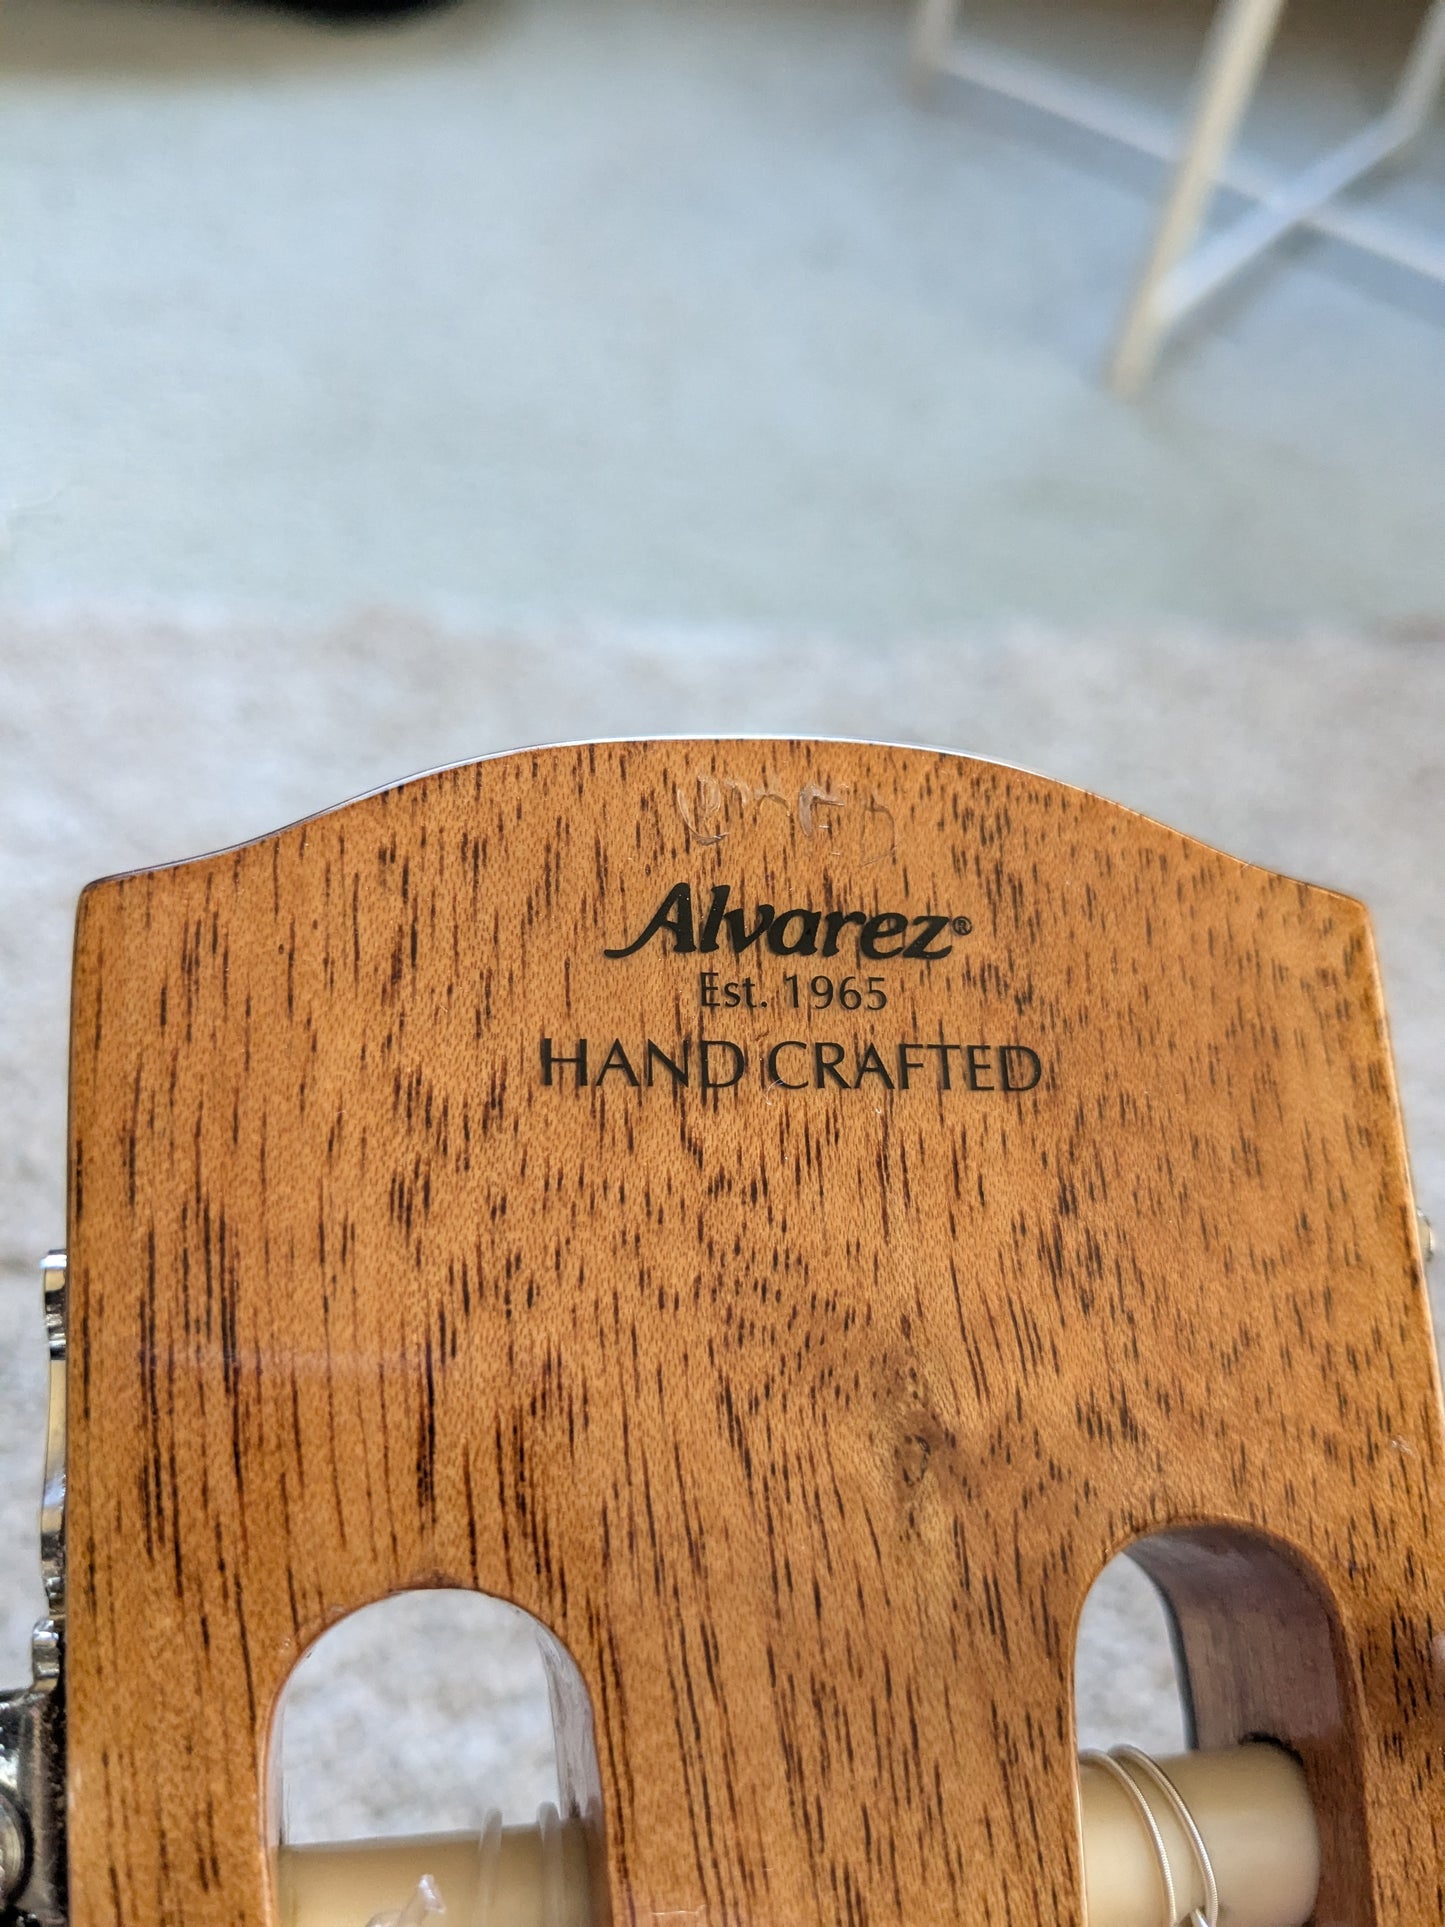 Alvarez®
Est. 1965
HAND CRAFTED